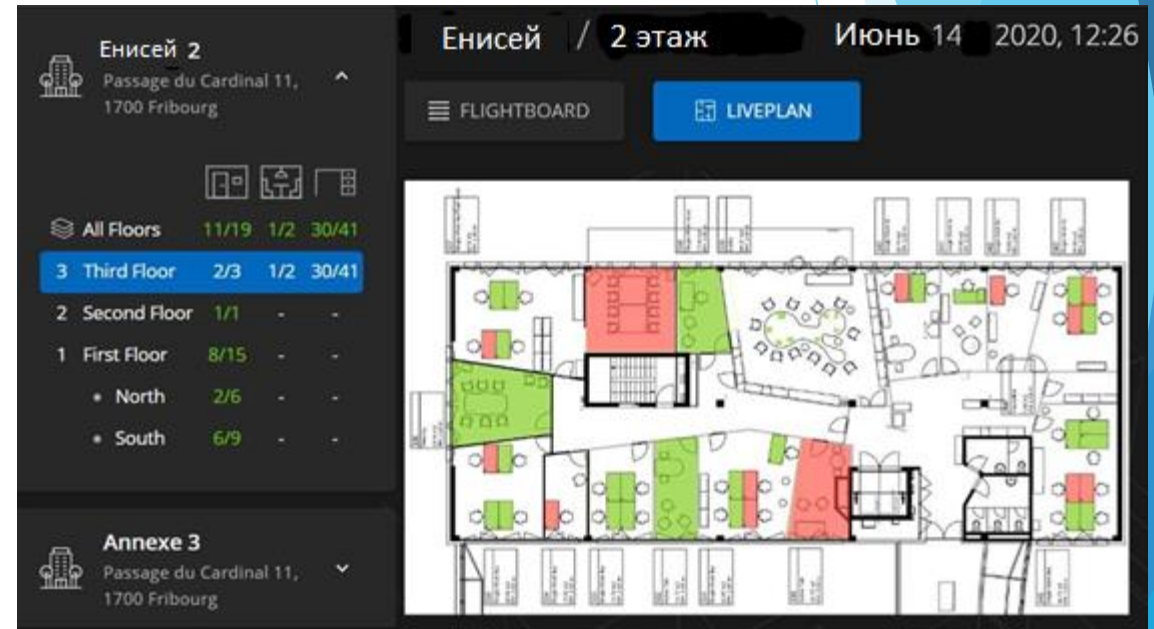 Енисей 2
Passage du Cardinal 11,
1700 Fribourg
All Floors 11/19 1/2 30/41
3 Third Floor 2/3 1/2 30/41
2 Second Floor 1/1 - -
1 First Floor 8/15 - -
• North 2/6 - -
• South 6/9 - -
Annexe 3
Passage du Cardinal 11,
1700 Fribourg
Енисей / 2 этаж Июнь 14 2020, 12:26
FLIGHTBOARD LIVEPLAN